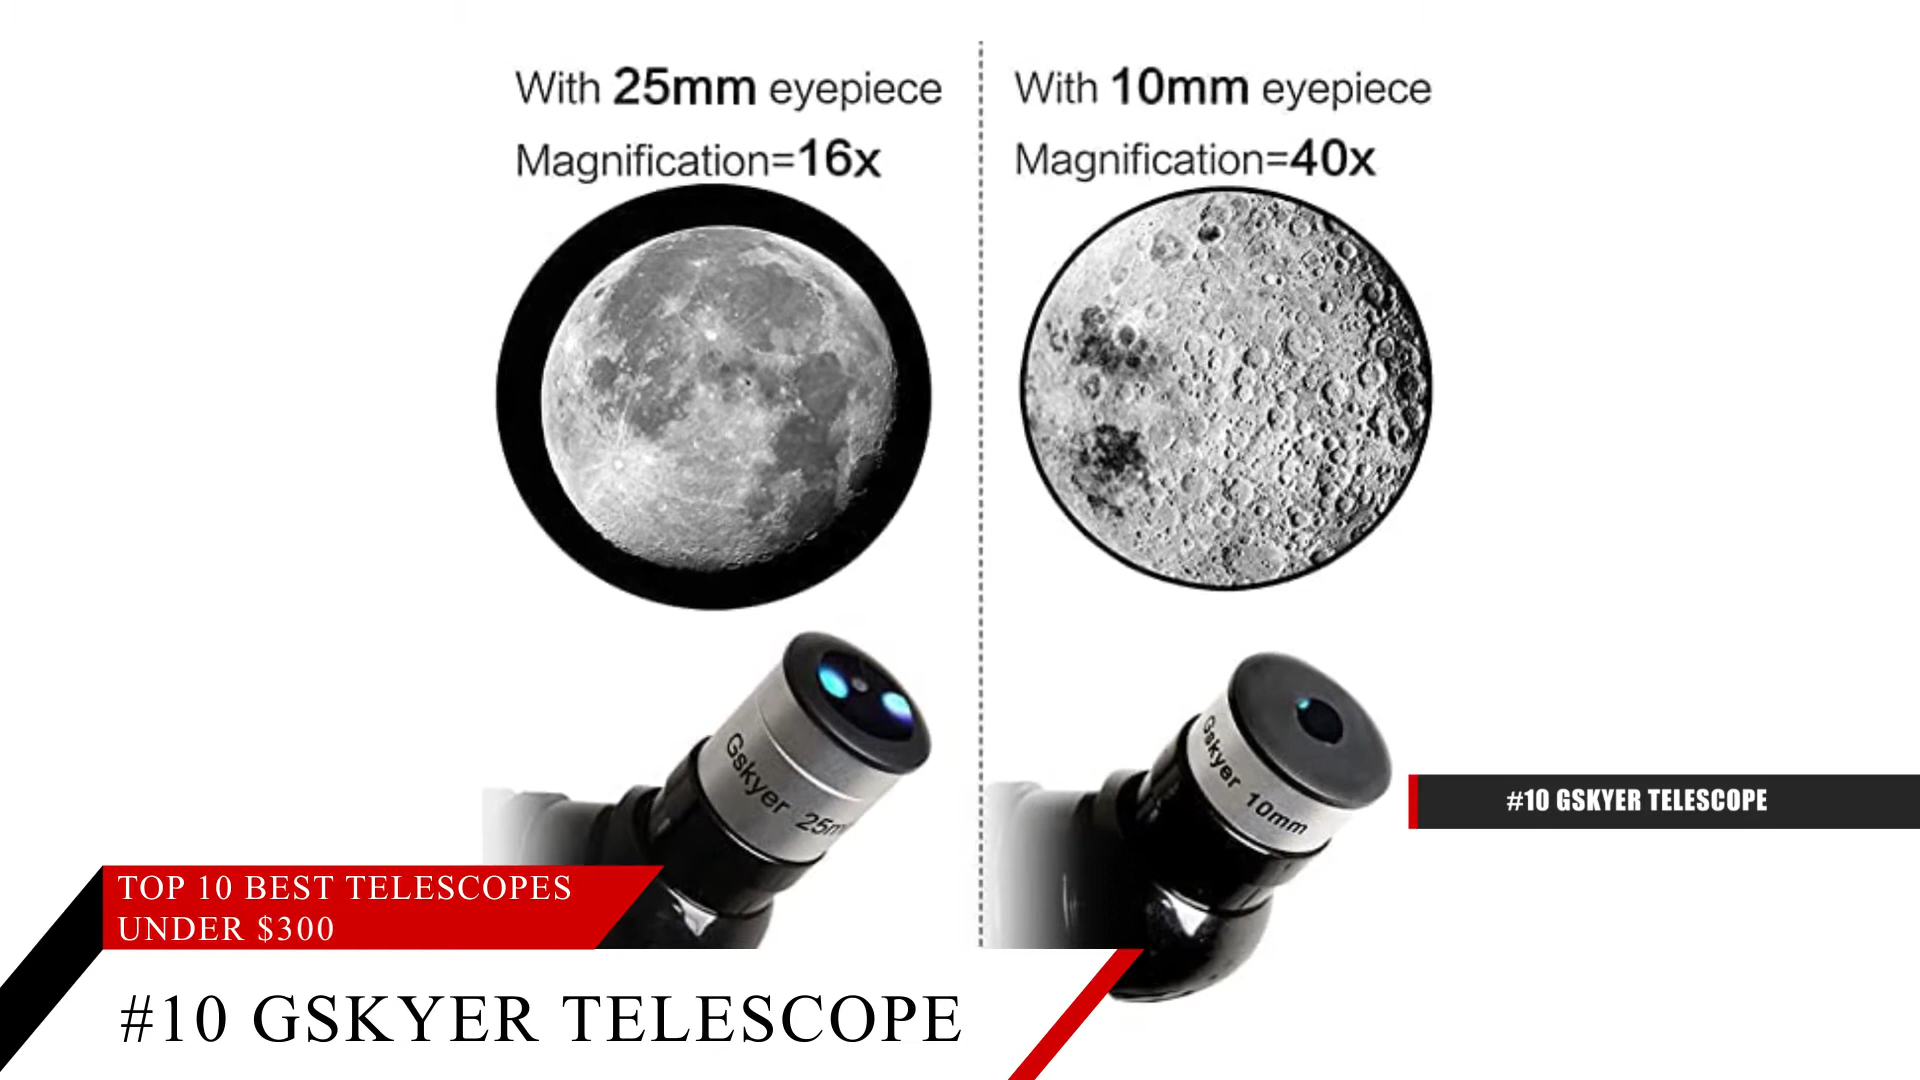 With 25mm eyepiece
Magnification=16x
With 10mm eyepiece
Magnification=40x
Gskyer 25m
Gskyer 10mm
#10 GSKYER TELESCOPE
TOP 10 BEST TELESCOPES
UNDER $300
#10 GSKYER TELESCOPE